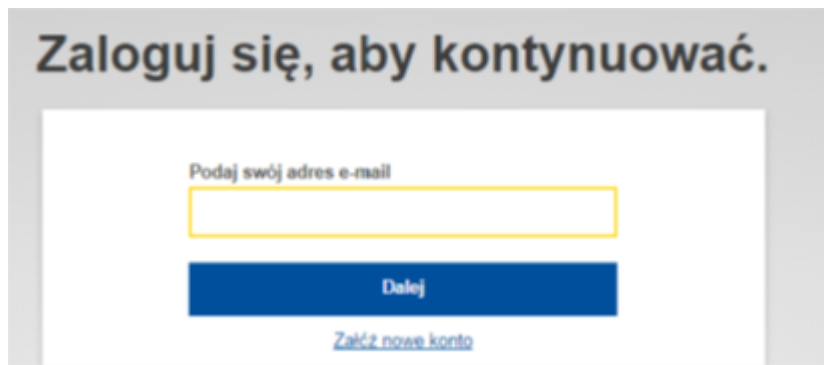 Zaloguj się, aby kontynuować.
Podaj swój adres e-mail
Dalej
Załóż nowe konto